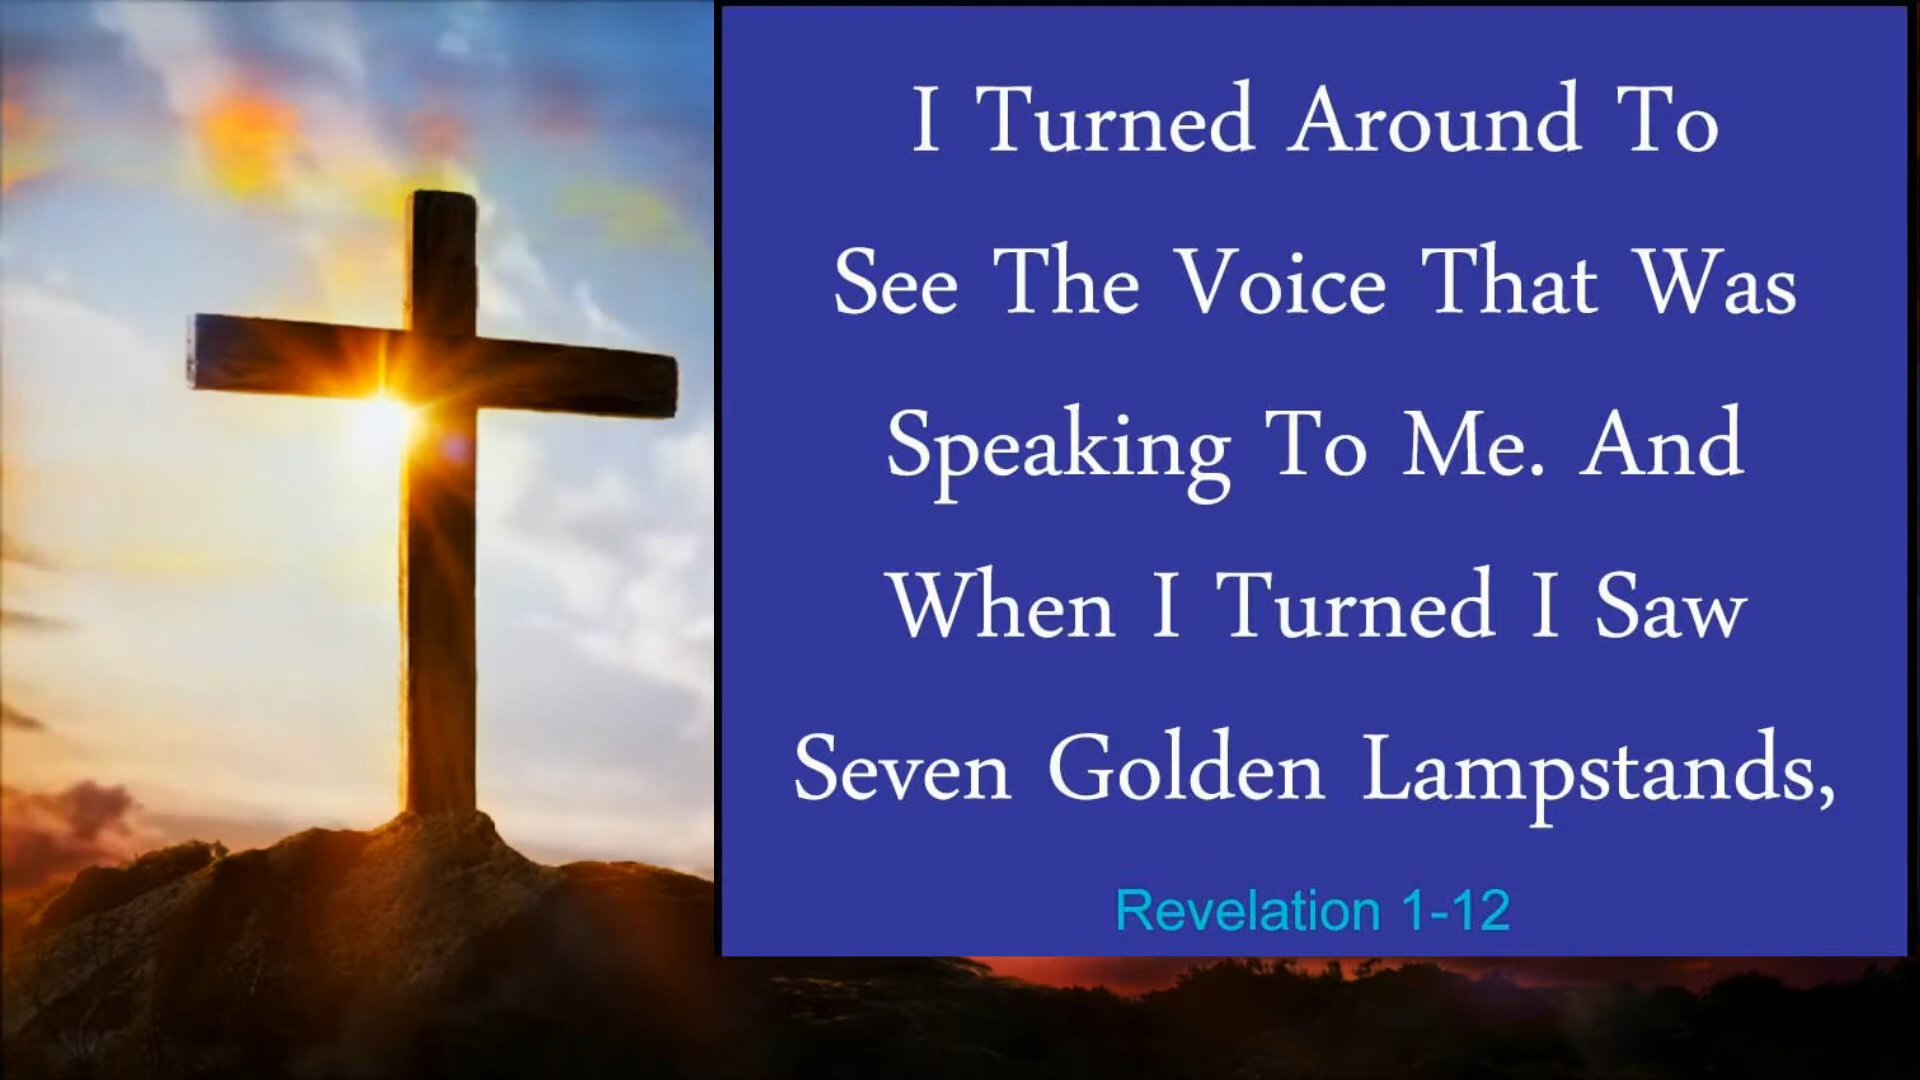 I Turned Around To
See The Voice That Was
Speaking To Me. And
When I Turned I Saw
Seven Golden Lampstands,
Revelation 1-12